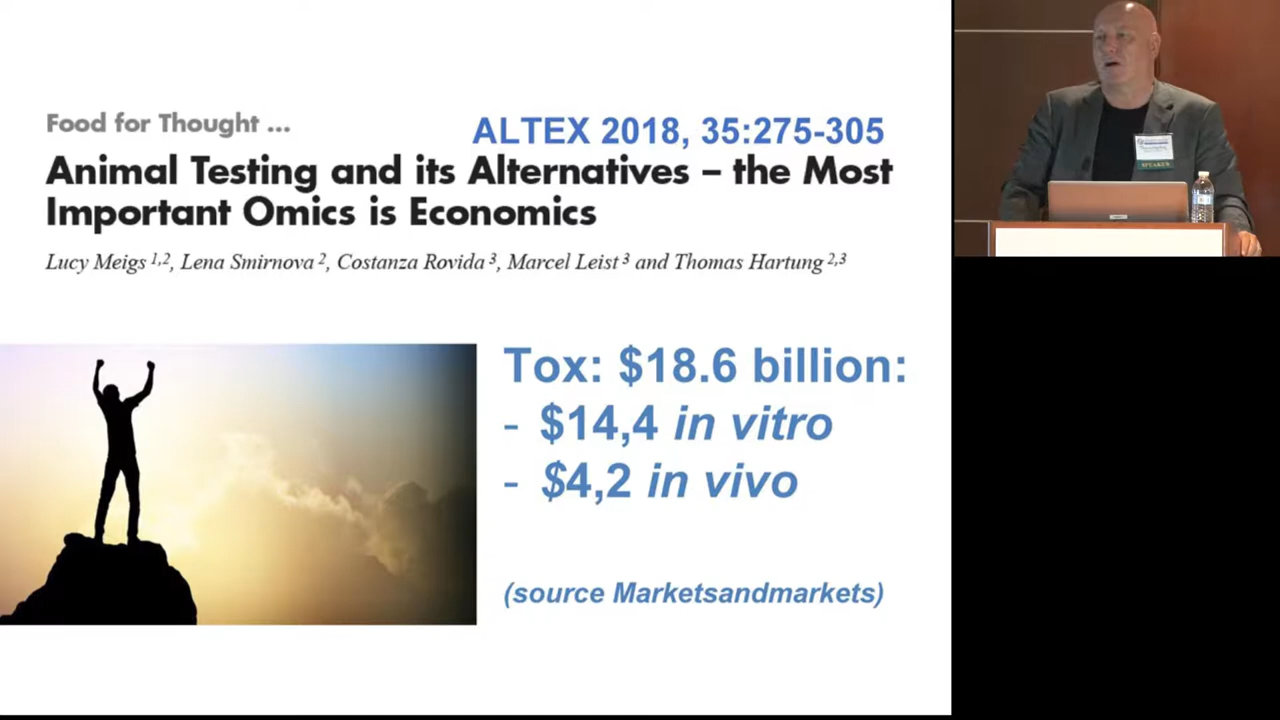 Food for Thought ...
ALTEX 2018, 35:275-305
Animal Testing and its Alternatives – the Most
Important Omics is Economics
Lucy Meigs 1,2, Lena Smirnova 2, Costanza Rovida 3, Marcel Leist 3 and Thomas Hartung 2,3
Tox: $18.6 billion:
- $14,4 in vitro
- $4,2 in vivo
(source Marketsandmarkets)
SPEAKER